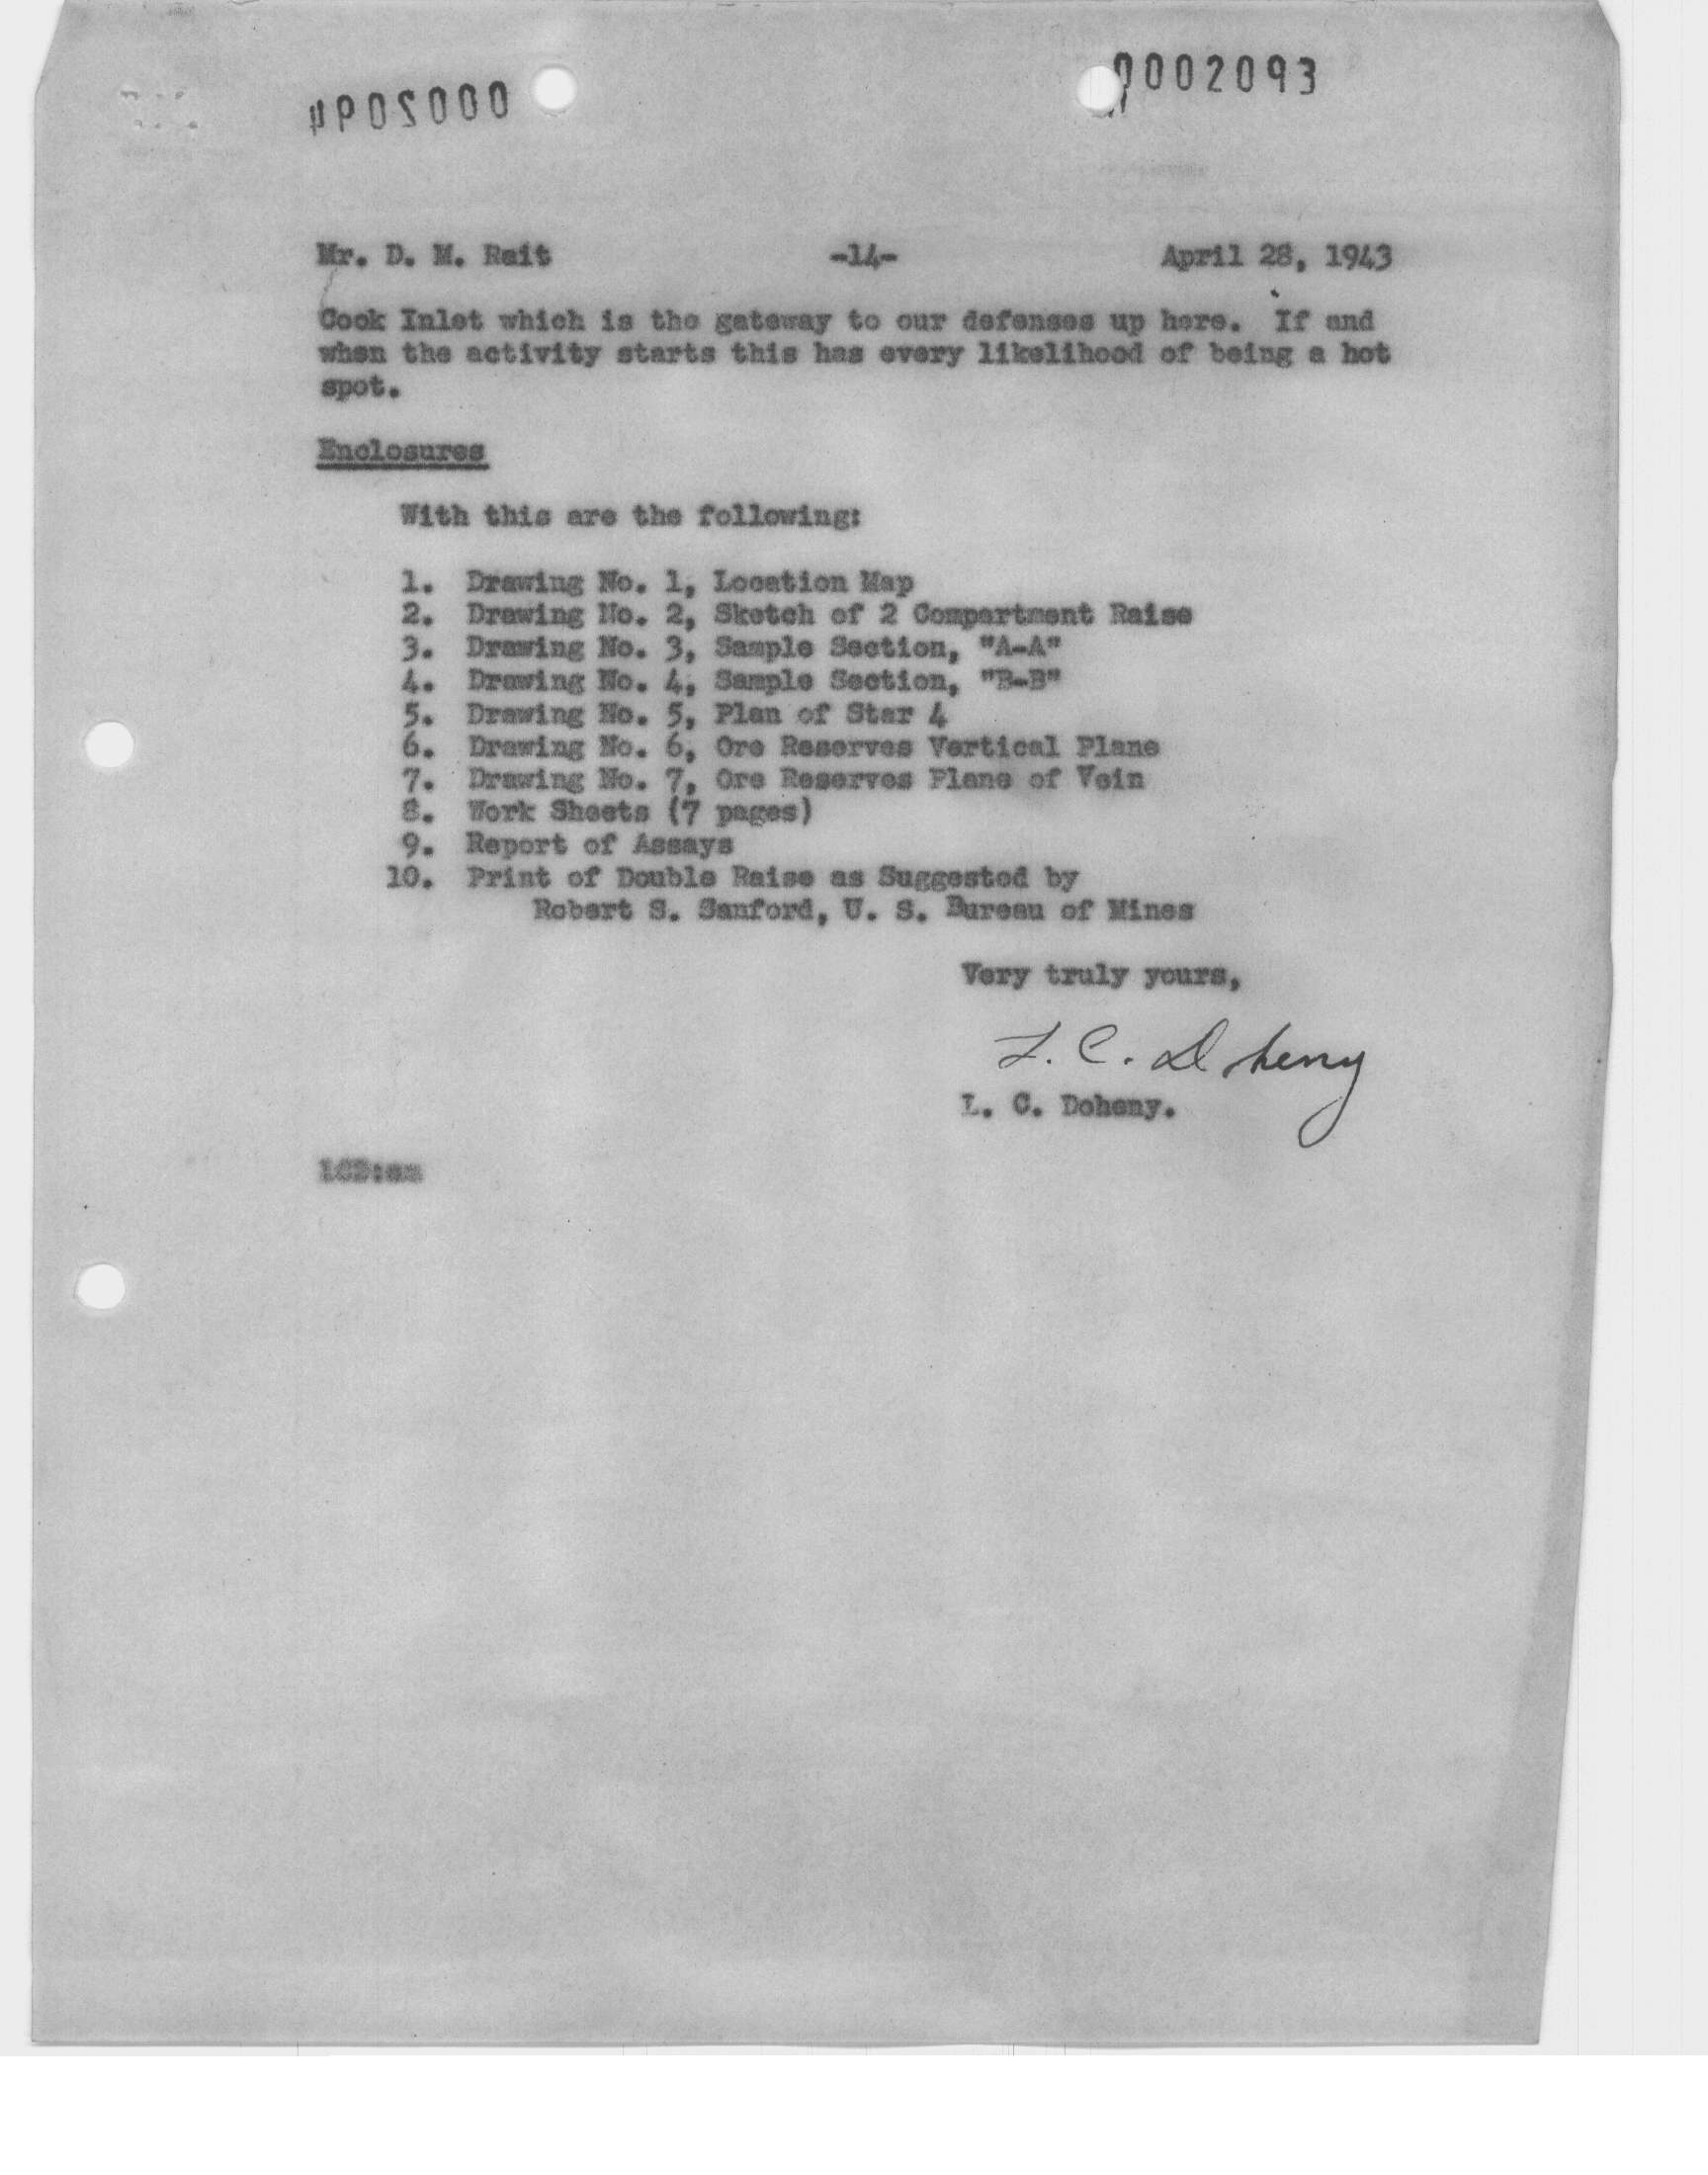 0002093
Mr. D. M. Rait -14- April 28, 1943
Cook Inlet which is the gateway to our defenses up here. If and
when the activity starts this has every likelihood of being a hot
spot.
Enclosures
With this are the following:
1. Drawing No. 1, Location Map
2. Drawing No. 2, Sketch of 2 Compartment Raise
3. Drawing No. 3, Sample Section, "A-A"
4. Drawing No. 4, Sample Section, "B-B"
5. Drawing No. 5, Plan of Star 4
6. Drawing No. 6, Ore Reserves Vertical Plane
7. Drawing No. 7, Ore Reserves Plane of Vein
8. Work Sheets (7 pages)
9. Report of Assays
10. Print of Double Raise as Suggested by
Robert S. Sanford, U. S. Bureau of Mines
Very truly yours,
L. C. Doheny
L. C. Doheny.